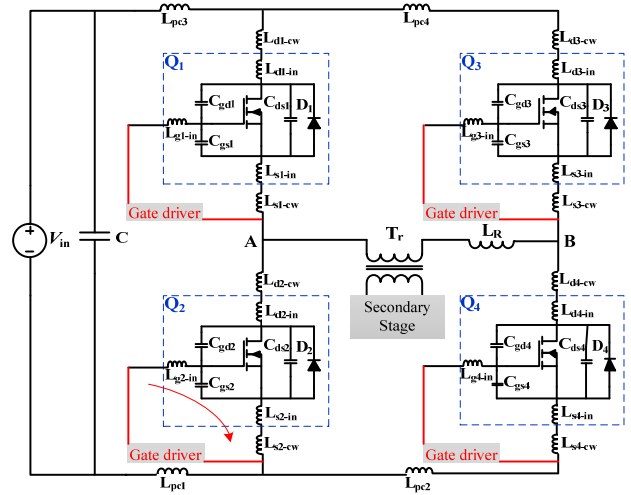 Lpc3
Lpc4
Ld1-cw
Ld3-cw
Q1
Ld1-in
Q3
Ld3-in
Cgd1
Cds1
D1
Cgd3
Cds3
D3
Lg1-in
Cgs1
Lg3-in
Cgs3
Ls1-in
Ls3-in
Gate driver
Ls1-cw
Gate driver
Ls3-cw
Vin
C
A
Tr
LR
B
Ld2-cw
Ld4-cw
Q2
Ld2-in
Secondary
Stage
Q4
Ld4-in
Cgd2
Cds2
D2
Cgd4
Cds4
D4
Lg2-in
Cgs2
Lg4-in
Cgs4
Ls2-in
Ls4-in
Gate driver
Ls2-cw
Gate driver
Ls4-cw
Lpc1
Lpc2